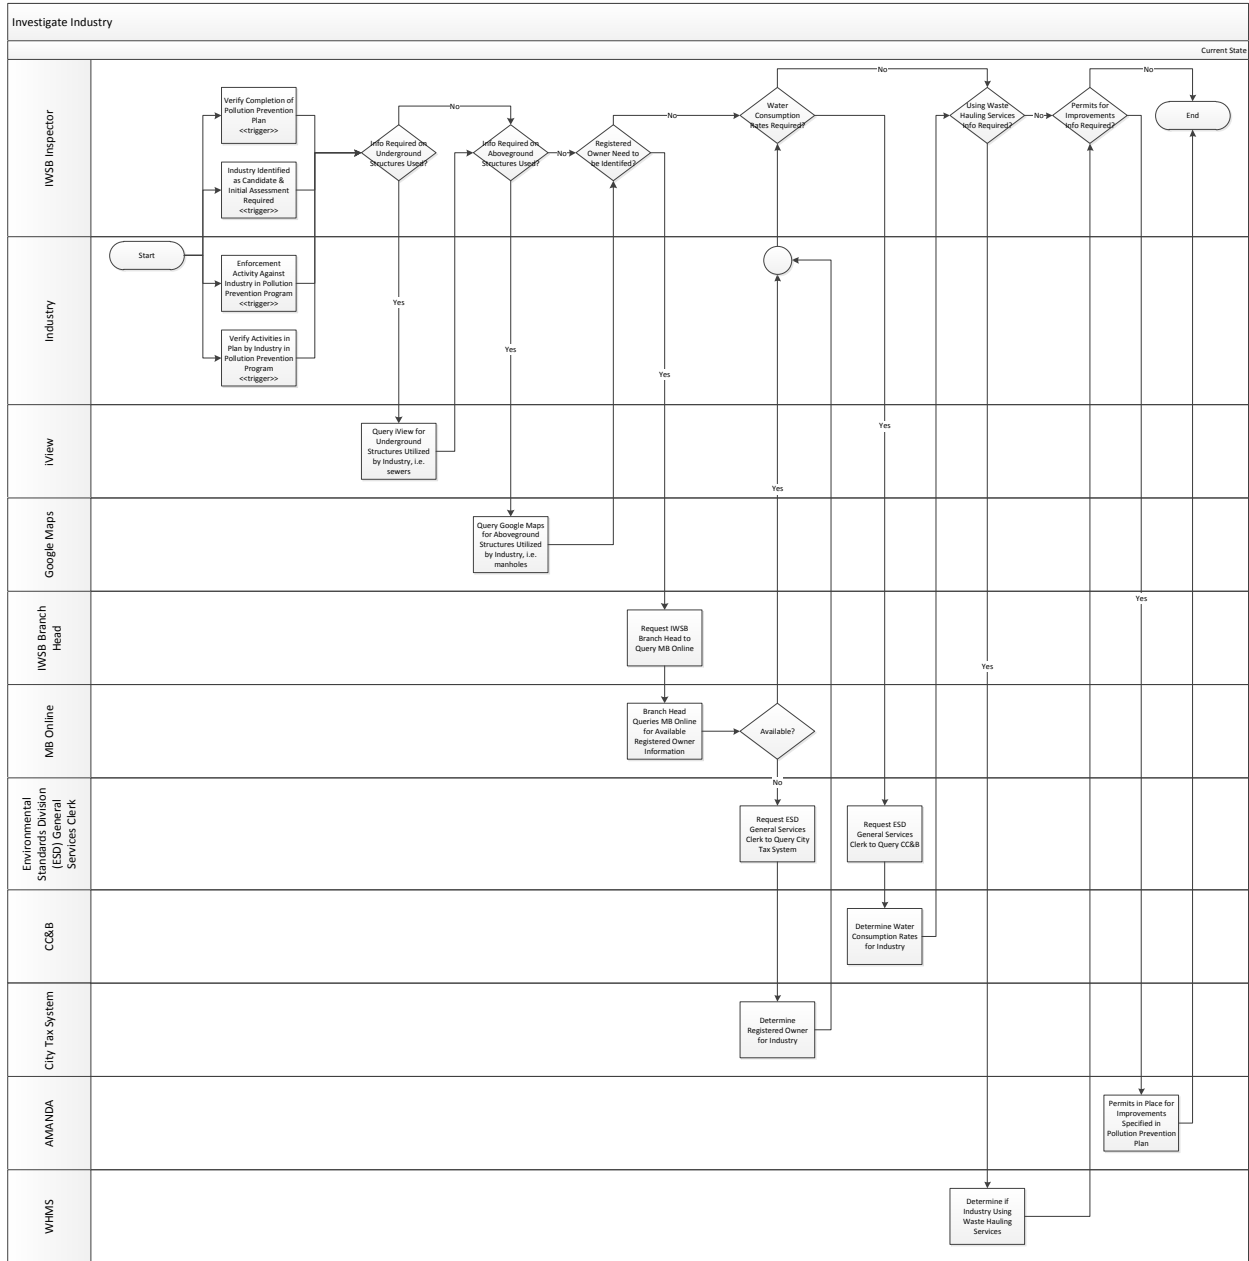 Investigate Industry
Current State
IWSB Inspector
Verify Completion of
Pollution Prevention
Plan
<<trigger>>
Industry Identified
as Candidate &
Initial Assessment
Required
<<trigger>>
Info Required on
Underground
Structures Used?
No
Info Required on
Aboveground
Structures Used?
No
Registered
Owner Need to
be Identifed?
No
Water
Consumption
Rates Required?
No
Using Waste
Hauling Services
Info Required?
No
Permits for
Improvements
Info Required?
No
End
Industry
Start
Enforcement
Activity Against
Industry in Pollution
Prevention Program
<<trigger>>
Verify Activities in
Plan by Industry in
Pollution Prevention
Program
<<trigger>>
Yes
Yes
Yes
iView
Query iView for
Underground
Structures Utilized
by Industry, i.e.
sewers
Yes
Yes
Google Maps
Query Google Maps
for Aboveground
Structures Utilized
by Industry, i.e.
manholes
IWSB Branch
Head
Request IWSB
Branch Head to
Query MB Online
Yes
Yes
MB Online
Branch Head
Queries MB Online
for Available
Registered Owner
Information
Available?
No
Environmental
Standards Division
(ESD) General
Services Clerk
Request ESD
General Services
Clerk to Query City
Tax System
Request ESD
General Services
Clerk to Query CC&B
CC&B
Determine Water
Consumption Rates
for Industry
City Tax System
Determine
Registered Owner
for Industry
AMANDA
Permits in Place for
Improvements
Specified in
Pollution Prevention
Plan
WHMS
Determine if
Industry Using
Waste Hauling
Services